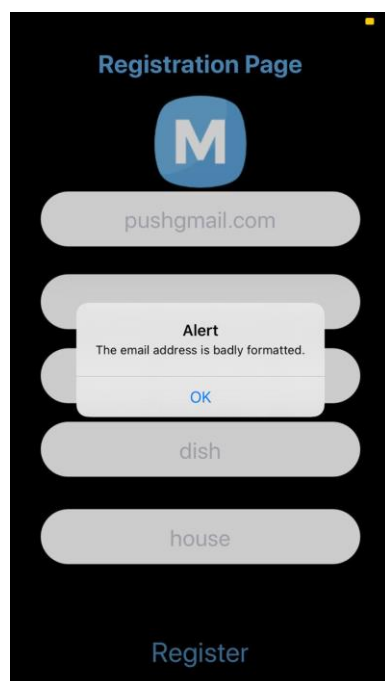 Registration Page
M
pushgmail.com
Alert
The email address is badly formatted.
OK
dish
house
Register